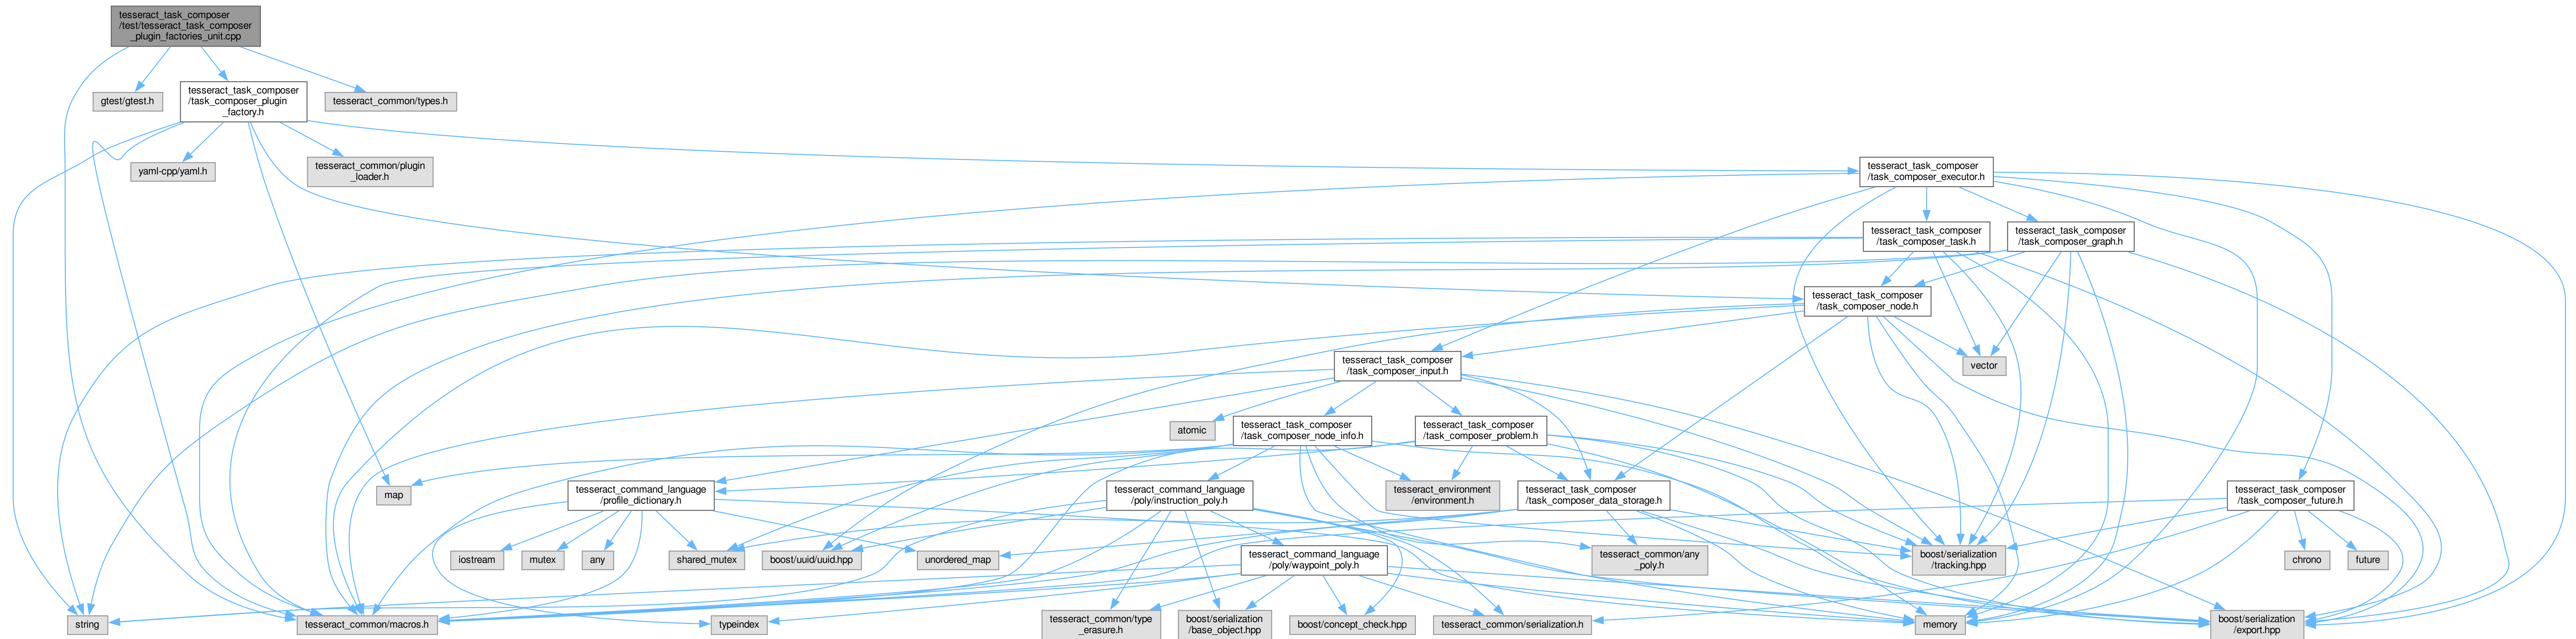 tesseract_task_composer
/test/tesseract_task_composer
_plugin_factories_unit.cpp
gtest/gtest.h
tesseract_task_composer
/task_composer_plugin
_factory.h
tesseract_common/types.h
yaml-cpp/yaml.h
tesseract_common/plugin
_loader.h
tesseract_task_composer
/task_composer_executor.h
tesseract_task_composer
/task_composer_task.h
tesseract_task_composer
/task_composer_graph.h
tesseract_task_composer
/task_composer_node.h
tesseract_task_composer
/task_composer_input.h
vector
atomic
tesseract_task_composer
/task_composer_node_info.h
tesseract_task_composer
/task_composer_problem.h
map
tesseract_command_language
/profile_dictionary.h
tesseract_command_language
/poly/instruction_poly.h
tesseract_environment
/environment.h
tesseract_task_composer
/task_composer_data_storage.h
tesseract_task_composer
/task_composer_future.h
iostream
mutex
any
shared_mutex
boost/uuid/uuid.hpp
unordered_map
tesseract_command_language
/poly/waypoint_poly.h
tesseract_common/any
_poly.h
boost/serialization
/tracking.hpp
chrono
future
string
tesseract_common/macros.h
typeindex
tesseract_common/type
_erasure.h
boost/serialization
/base_object.hpp
boost/concept_check.hpp
tesseract_common/serialization.h
memory
boost/serialization
/export.hpp